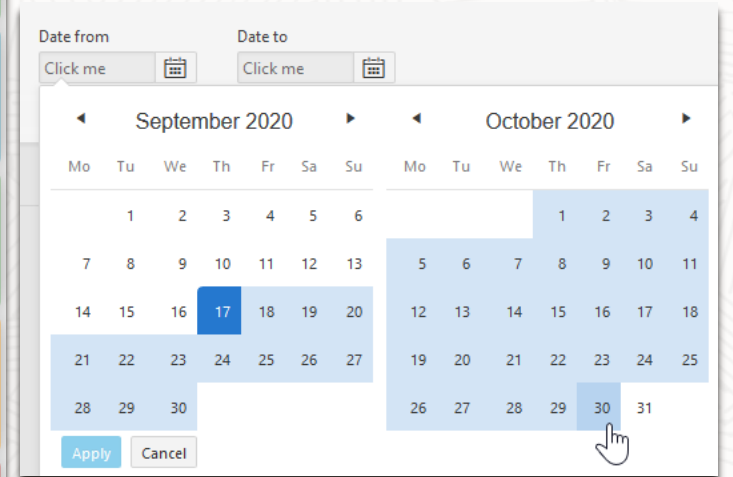 Date from Date to
Click me Click me
September 2020 October 2020
Mo Tu We Th Fr Sa Su Mo Tu We Th Fr Sa Su
1 2 3 4 5 6 1 2 3 4
7 8 9 10 11 12 13 5 6 7 8 9 10 11
14 15 16 17 18 19 20 12 13 14 15 16 17 18
21 22 23 24 25 26 27 19 20 21 22 23 24 25
28 29 30 26 27 28 29 30 31
Apply Cancel